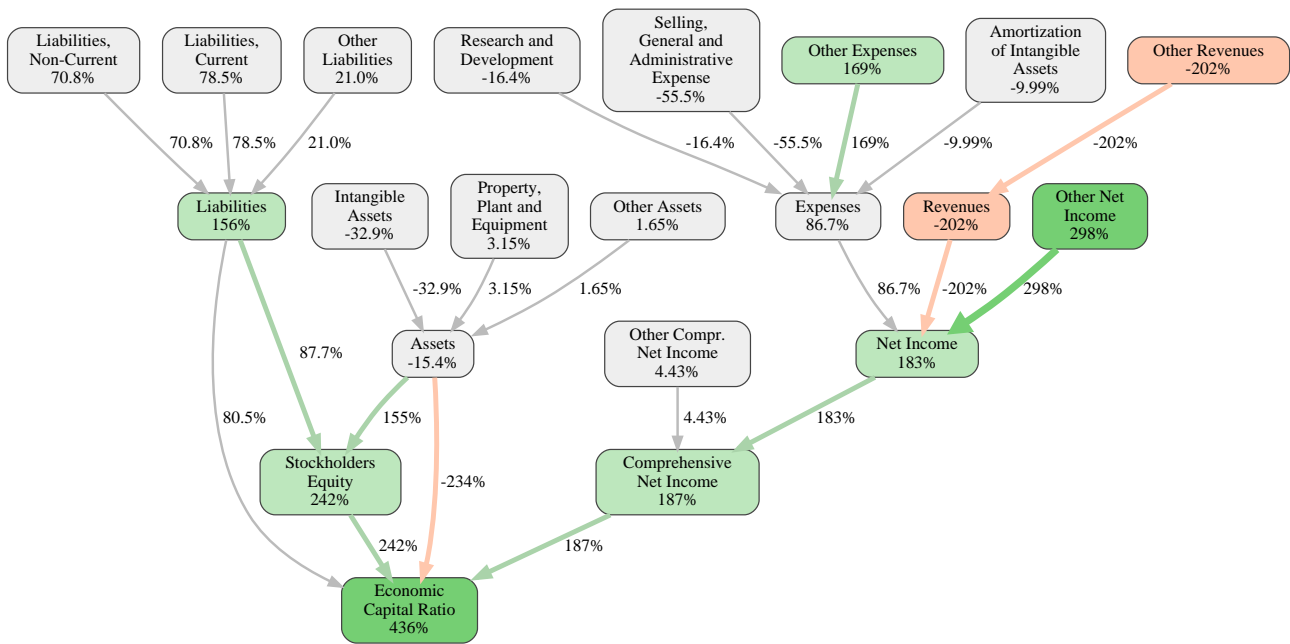 Liabilities,
Non-Current
70.8%
Liabilities,
Current
78.5%
Other
Liabilities
21.0%
Research and
Development
-16.4%
Selling,
General and
Administrative
Expense
-55.5%
Other Expenses
169%
Amortization
of Intangible
Assets
-9.99%
Other Revenues
-202%
70.8%
78.5%
21.0%
-16.4%
-55.5%
169%
-9.99%
-202%
Liabilities
156%
Intangible
Assets
-32.9%
Property,
Plant and
Equipment
3.15%
Other Assets
1.65%
Expenses
86.7%
Revenues
-202%
Other Net
Income
298%
-32.9%
3.15%
1.65%
86.7%
-202%
298%
87.7%
Assets
-15.4%
Other Compr.
Net Income
4.43%
Net Income
183%
80.5%
155%
4.43%
183%
Stockholders
Equity
242%
-234%
Comprehensive
Net Income
187%
242%
187%
Economic
Capital Ratio
436%